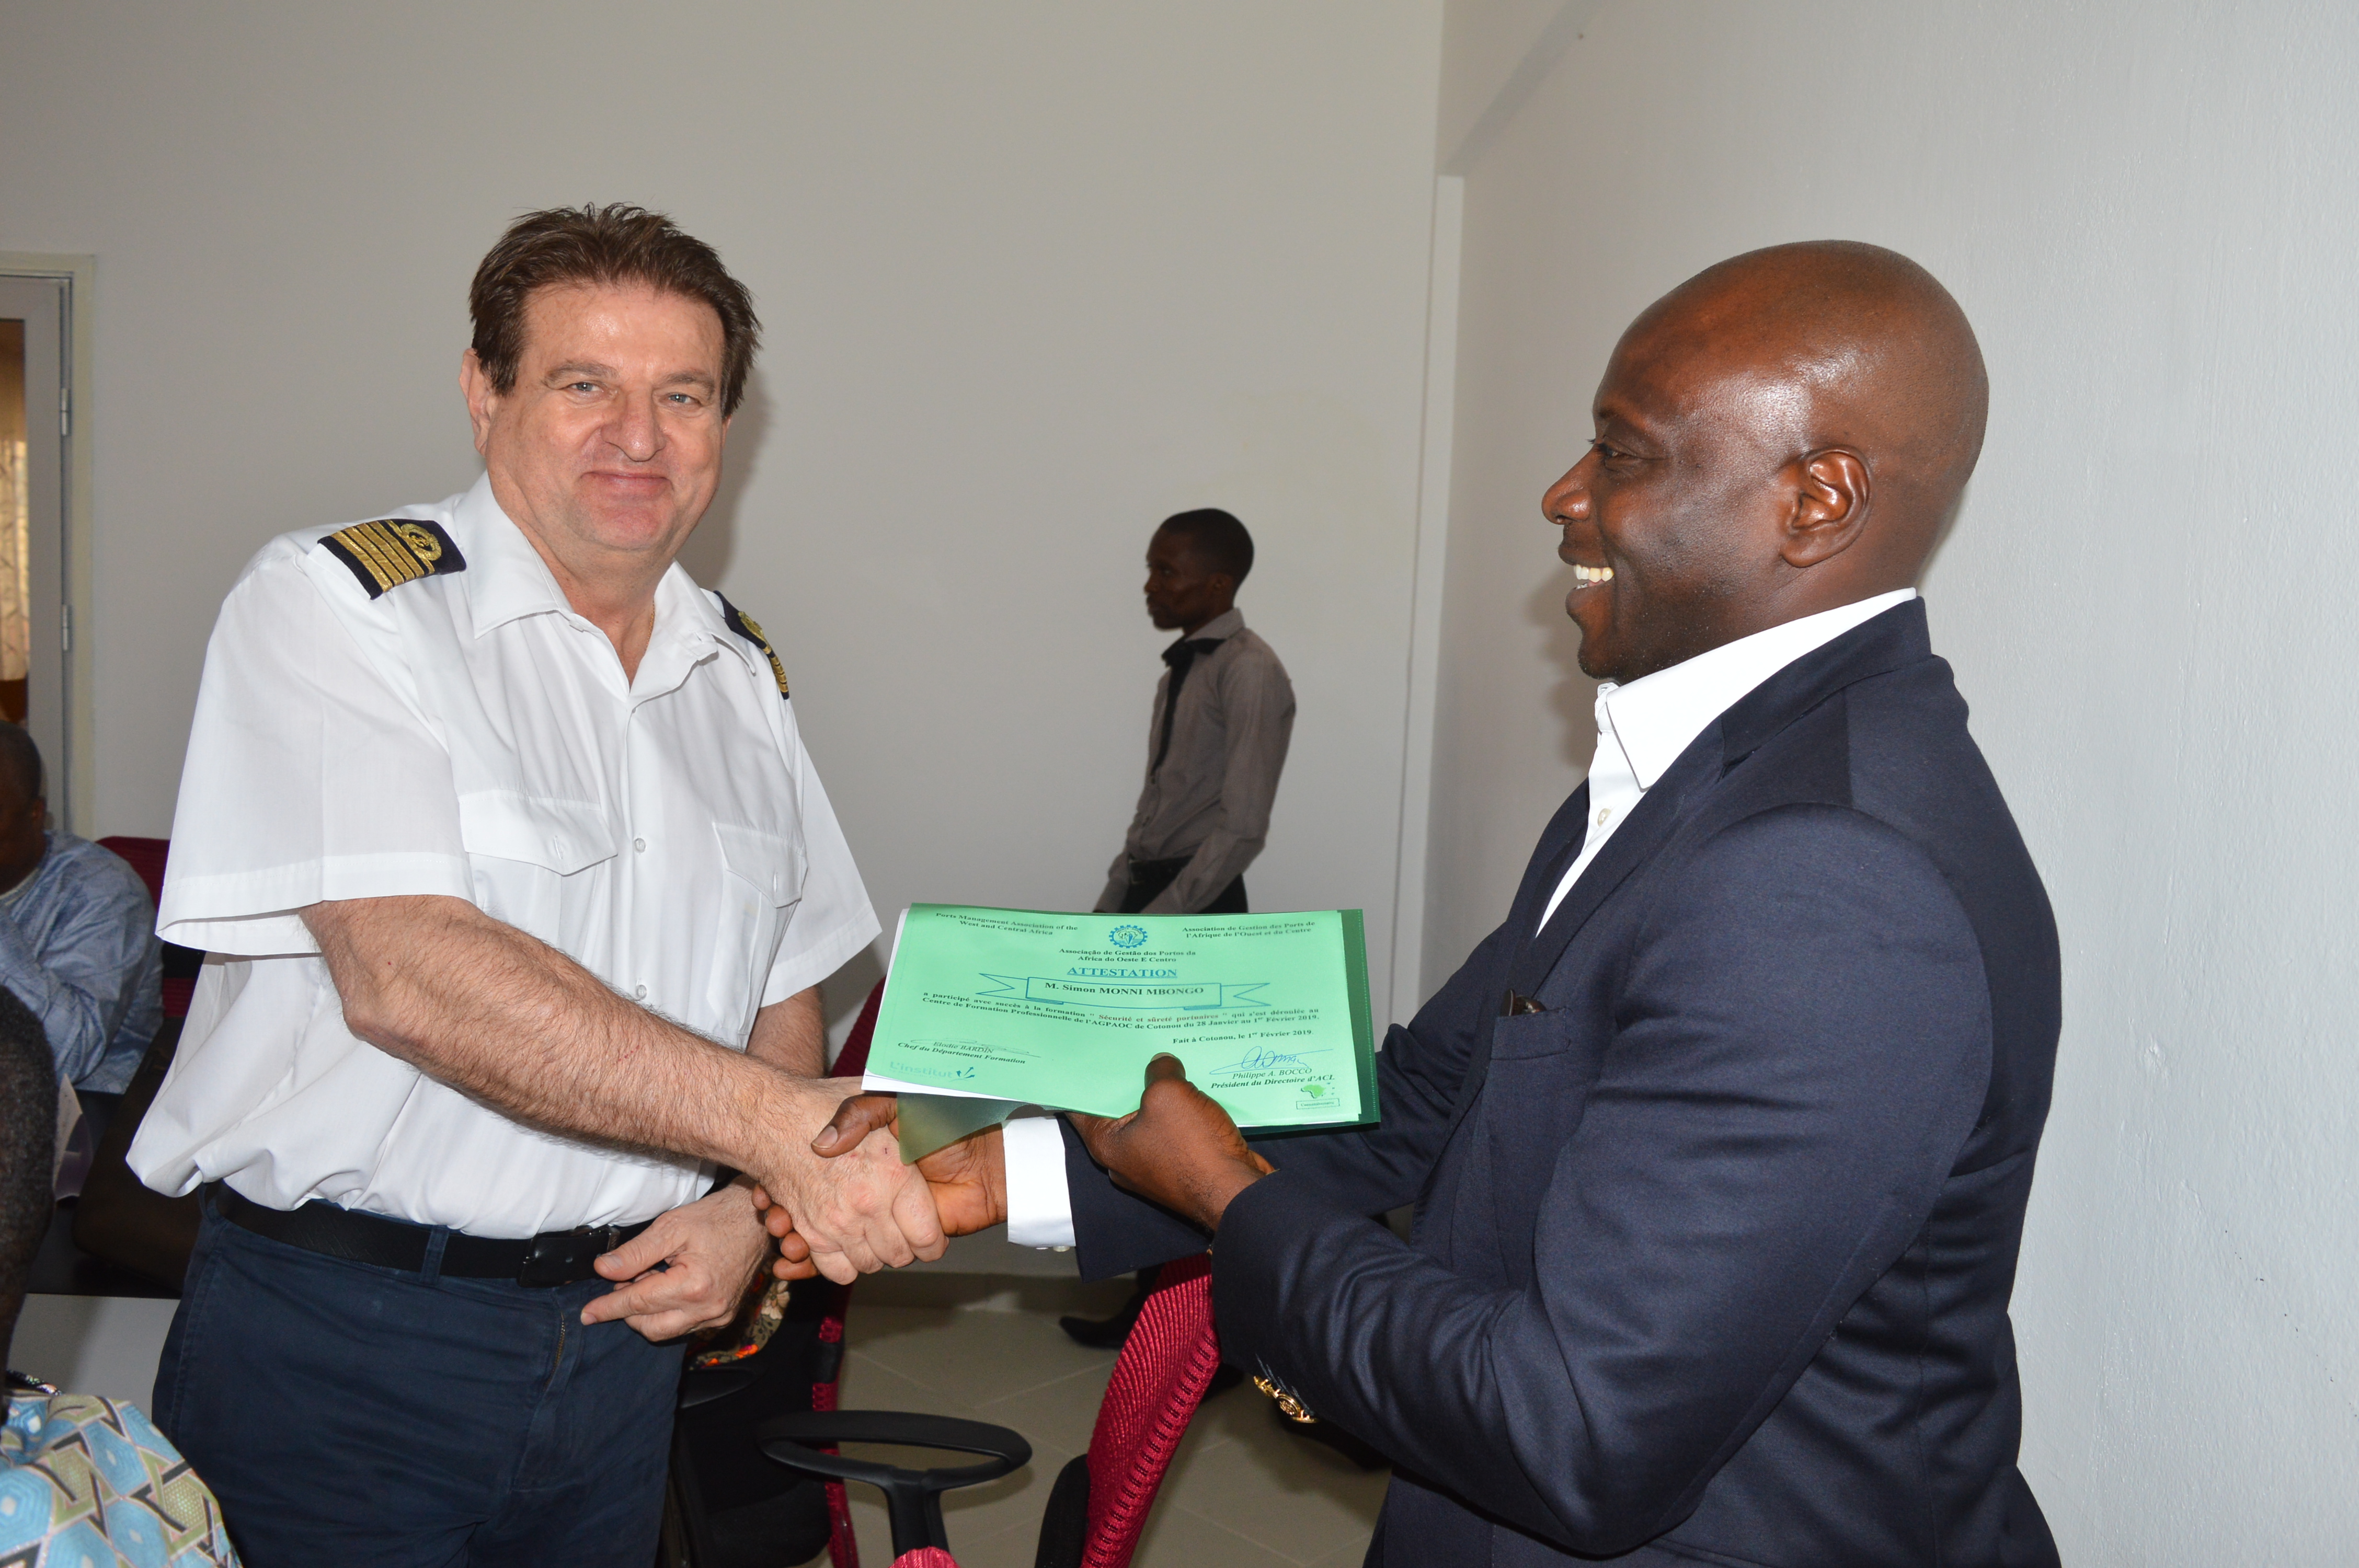 Ports Management Association of the
West and Central Africa
Association de Gestion des Ports de
l'Afrique de l'Ouest et du Centre
Associação de Gestão des Portos da
Africa do Oeste E Centro
ATTESTATION
M. Simon MONNI MBONGO
a participé avec succès à la formation " Sécurité et sûreté portuaires " qui s'est déroulée au
Centre de Formation Professionnelle de l'AGPAOC de Cotonou du 28 Janvier au 1er Février 2019.
Fait à Cotonou, le 1er Février 2019.
Elodie BARDIN
Chef du Département Formation
L'institut
Philippe A. BOCCO
Président du Directoire d'ACL